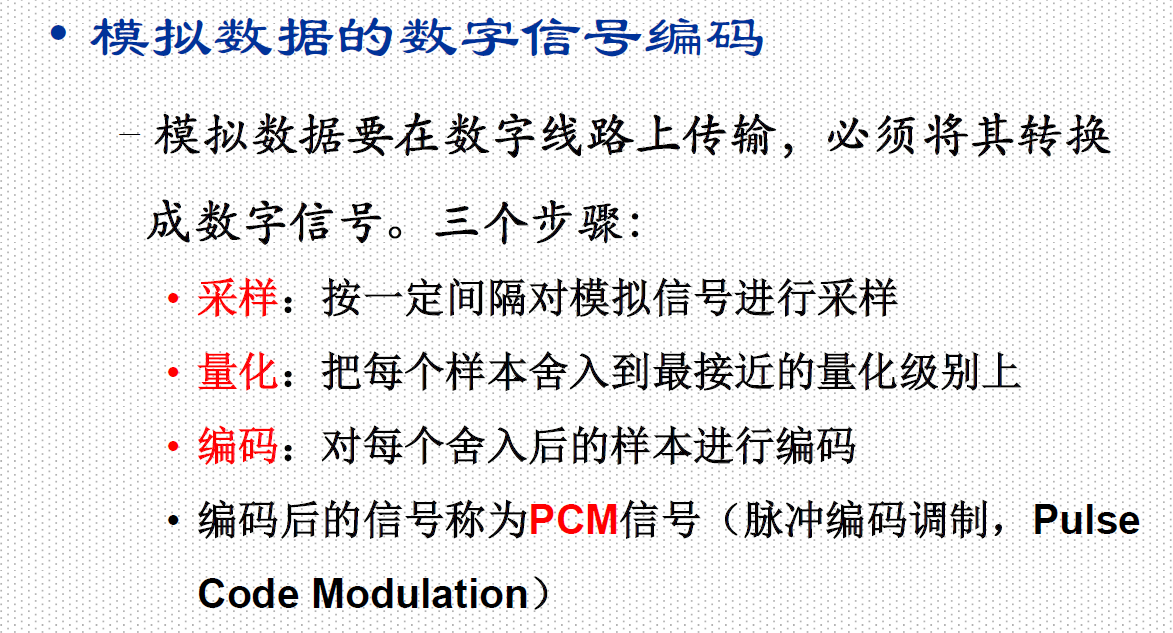 • 模拟数据的数字信号编码
– 模拟数据要在数字线路上传输，必须将其转换
成数字信号。三个步骤：
• 采样：按一定间隔对模拟信号进行采样
• 量化：把每个样本舍入到最接近的量化级别上
• 编码：对每个舍入后的样本进行编码
• 编码后的信号称为PCM信号（脉冲编码调制，Pulse
Code Modulation）